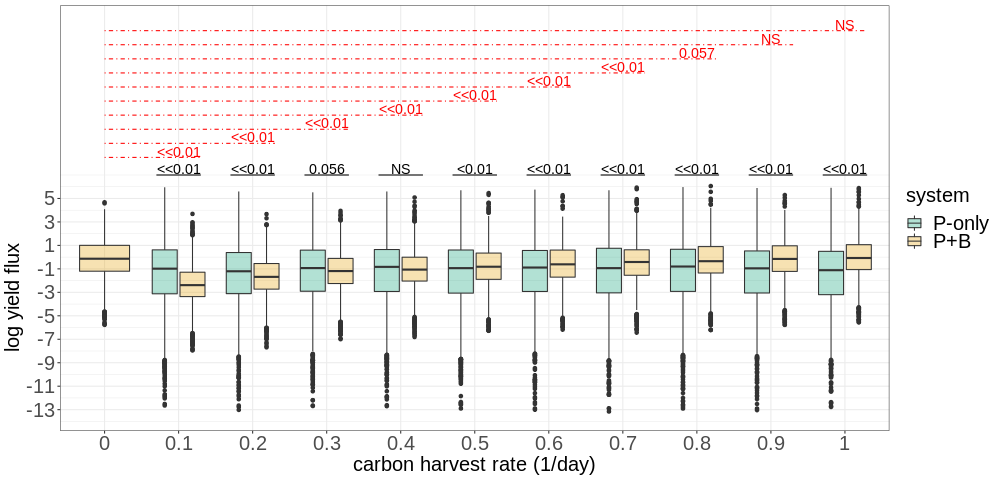 NS
NS
0.057
<<0.01
<<0.01
<<0.01
<<0.01
<<0.01
<<0.01
<<0.01
<<0.01 <<0.01 0.056 NS <0.01 <<0.01 <<0.01 <<0.01 <<0.01 <<0.01
5
3
1
-1
-3
-5
-7
-9
-11
-13
log yield flux
system
P-only
P+B
0 0.1 0.2 0.3 0.4 0.5 0.6 0.7 0.8 0.9 1
carbon harvest rate (1/day)